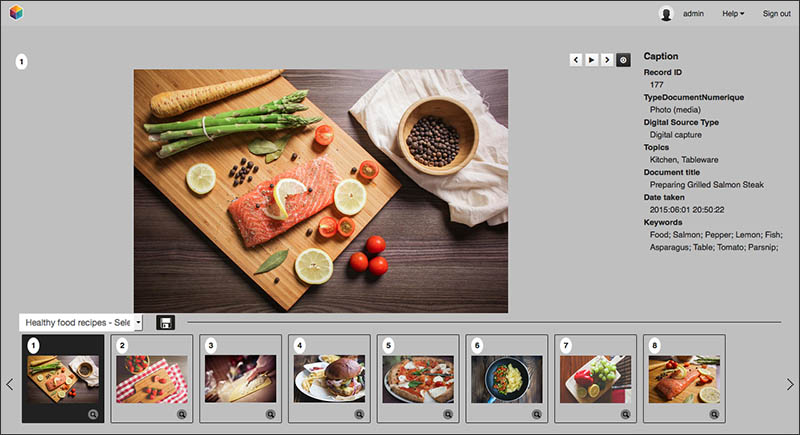 admin
Help
Sign out
1
Caption
Record ID
177
TypeDocumentNumerique
Photo (media)
Digital Source Type
Digital capture
Topics
Kitchen, Tableware
Document title
Preparing Grilled Salmon Steak
Date taken
2015:06:01 20:50:22
Keywords
Food; Salmon; Pepper; Lemon; Fish;
Asparagus; Table; Tomato; Parsnip;
Healthy food recipes - Sele
1
2
3
4
5
6
7
8